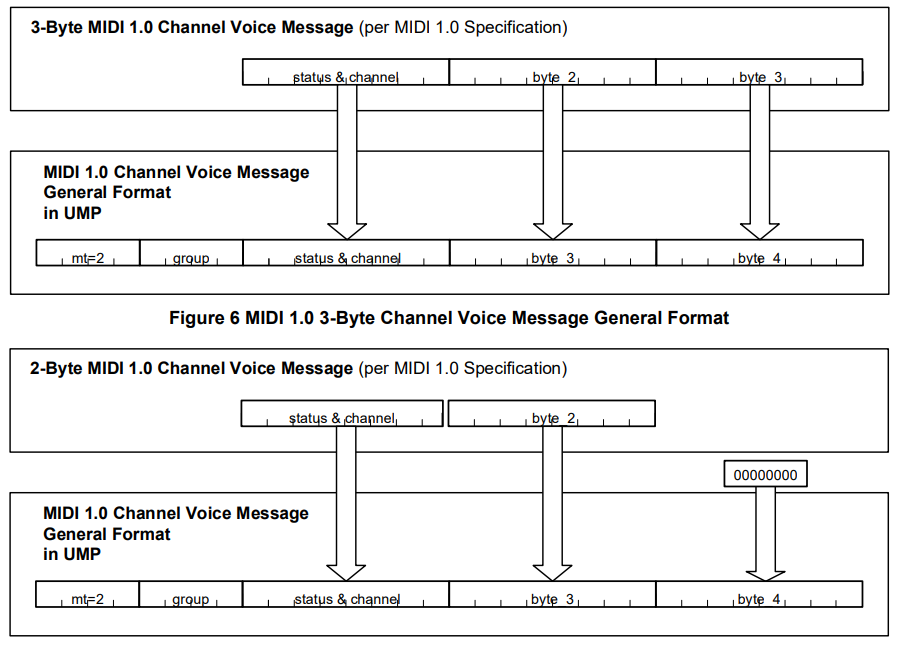 3-Byte MIDI 1.0 Channel Voice Message (per MIDI 1.0 Specification)
status & channel byte 2 byte 3
MIDI 1.0 Channel Voice Message
General Format
in UMP
mt=2 group status & channel byte 3 byte 4
Figure 6 MIDI 1.0 3-Byte Channel Voice Message General Format
2-Byte MIDI 1.0 Channel Voice Message (per MIDI 1.0 Specification)
status & channel byte 2
00000000
MIDI 1.0 Channel Voice Message
General Format
in UMP
mt=2 group status & channel byte 3 byte 4